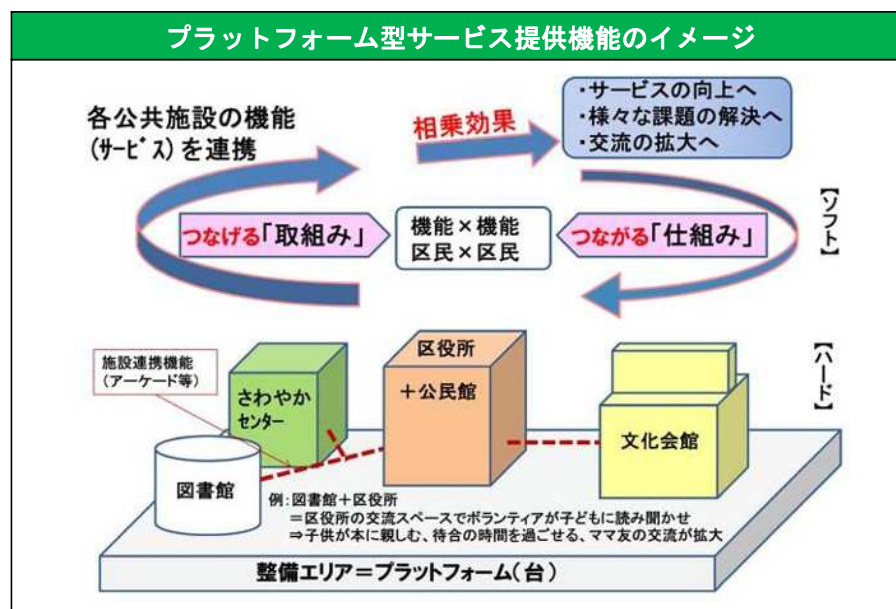 プラットフォーム型サービス提供機能のイメージ
各公共施設の機能
(ｻｰﾋﾞｽ)を連携
相乗効果
・サービスの向上へ
・様々な課題の解決へ
・交流の拡大へ
つなげる「取組み」
機能×機能
区民×区民
つながる「仕組み」
【ソフト】
施設連携機能
(アーケード等)
さわやか
ｾﾝﾀｰ
区役所
＋公民館
文化会館
【ハード】
図書館
例:図書館＋区役所
＝区役所の交流スペースでボランティアが子どもに読み聞かせ
⇒子供が本に親しむ、待合の時間を過ごせる、ママ友の交流が拡大
整備エリア＝プラットフォーム(台)